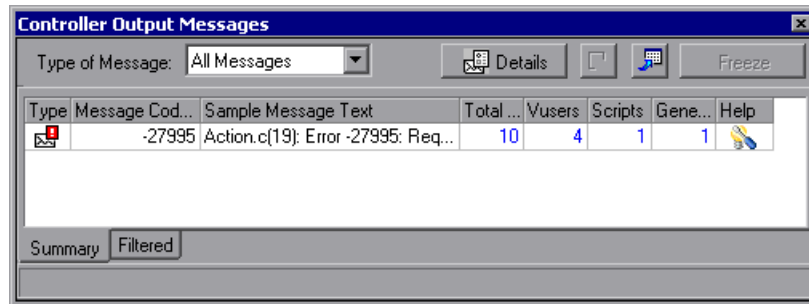 Controller Output Messages
Type of Message: All Messages Details Freeze
Type Message Cod... Sample Message Text Total ... Vusers Scripts Gene... Help
-27995 Action.c(19): Error -27995: Req... 10 4 1 1
Summary Filtered